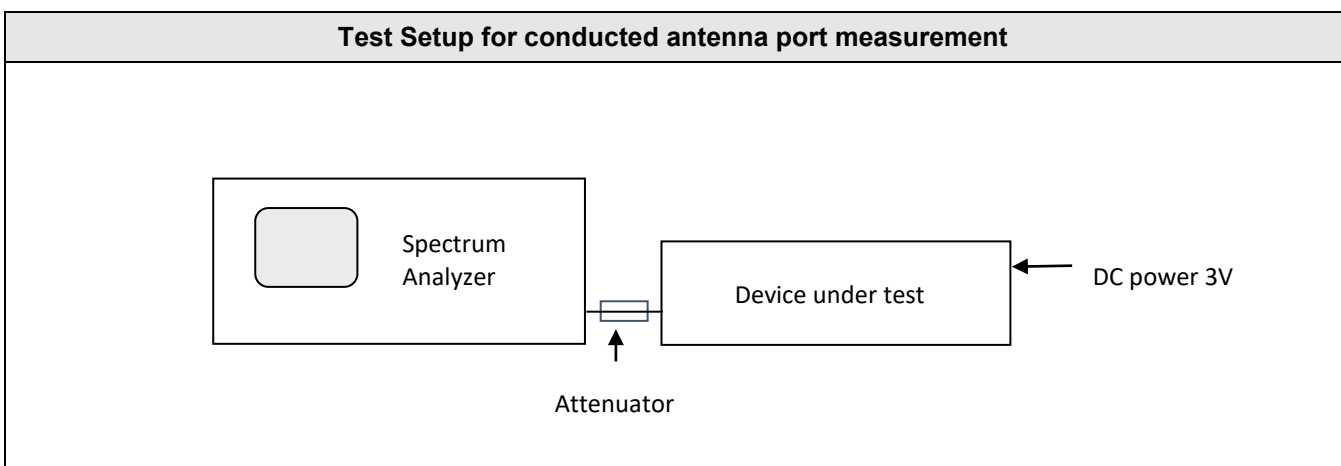 Test Setup for conducted antenna port measurement
Spectrum
Analyzer
Device under test
DC power 3V
Attenuator